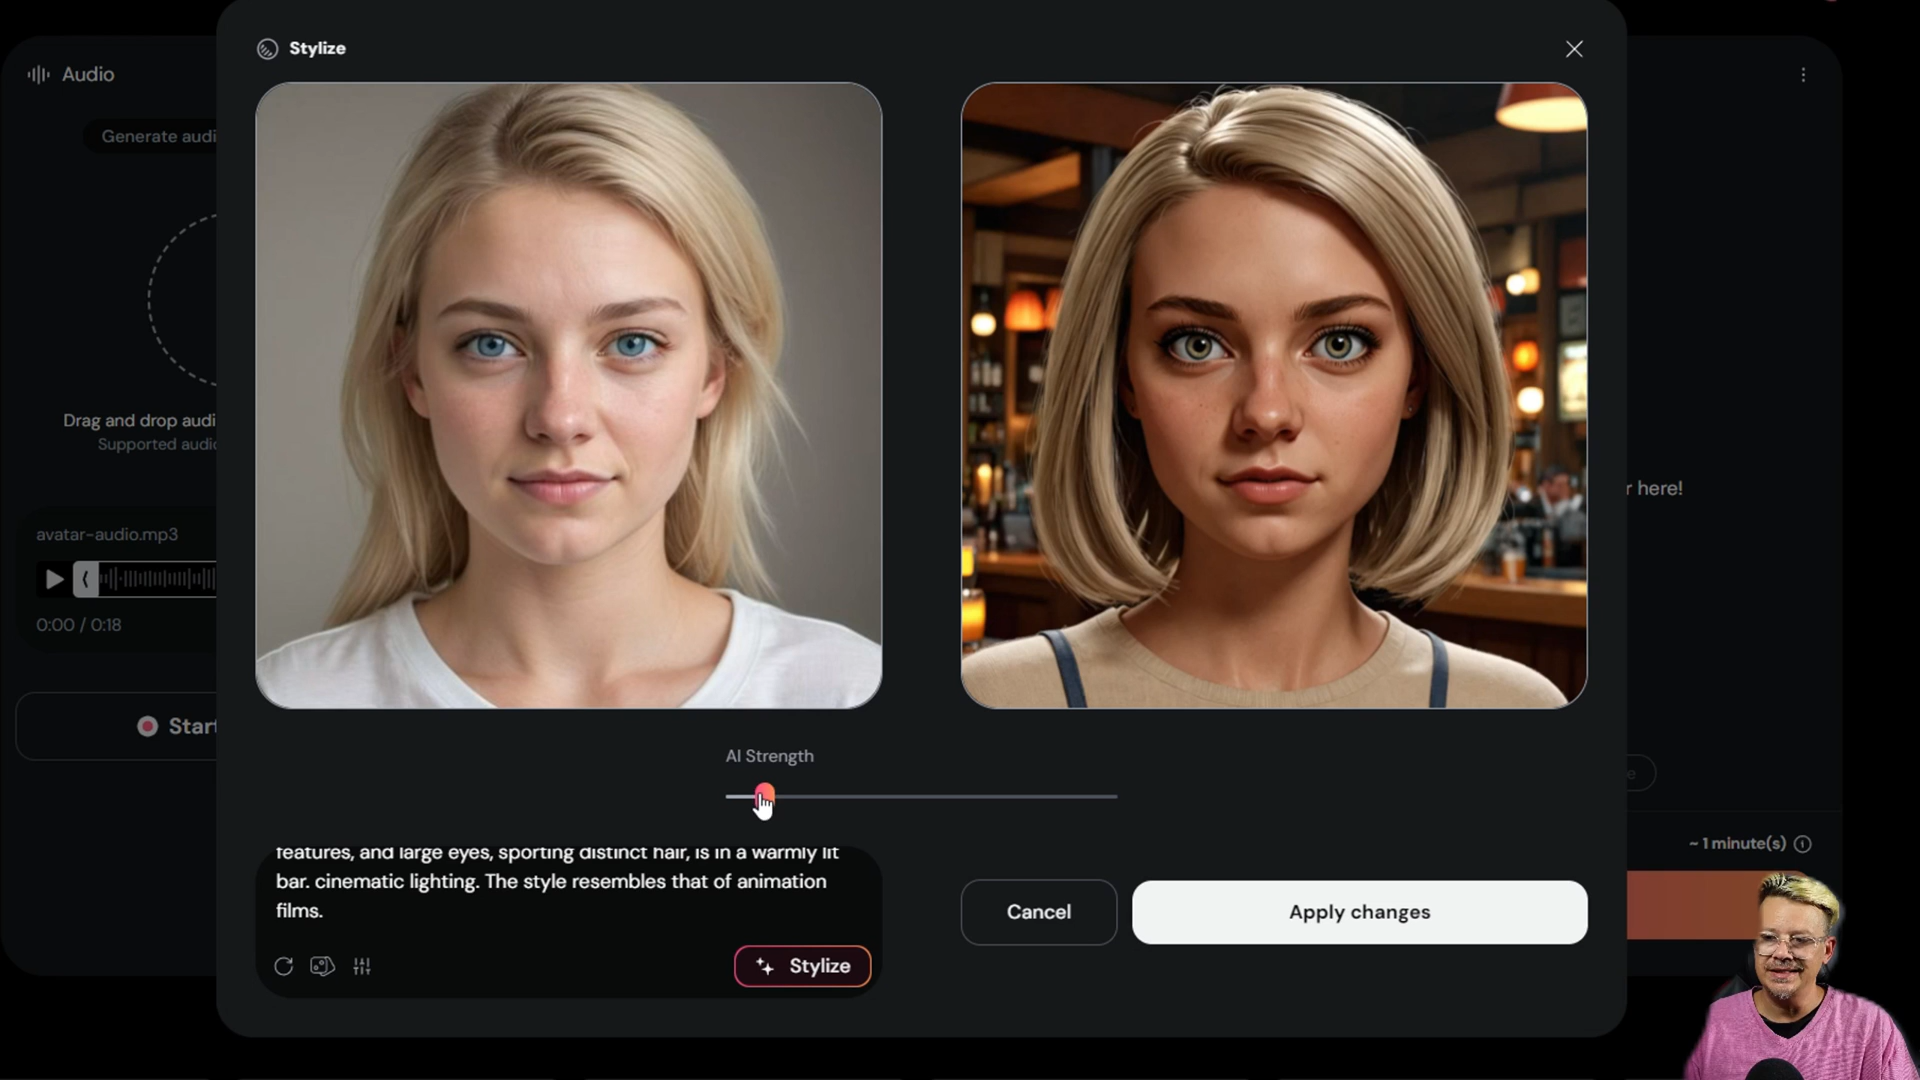 Stylize
Audio
Generate audi
Drag and drop audi
Supported audio
avatar-audio.mp3
0:00 / 0:18
Start
r here!
AI Strength
features, and large eyes, sporting distinct hair, is in a warmly lit
bar. cinematic lighting. The style resembles that of animation
films.
Stylize
Cancel
Apply changes
e
~ 1 minute(s)